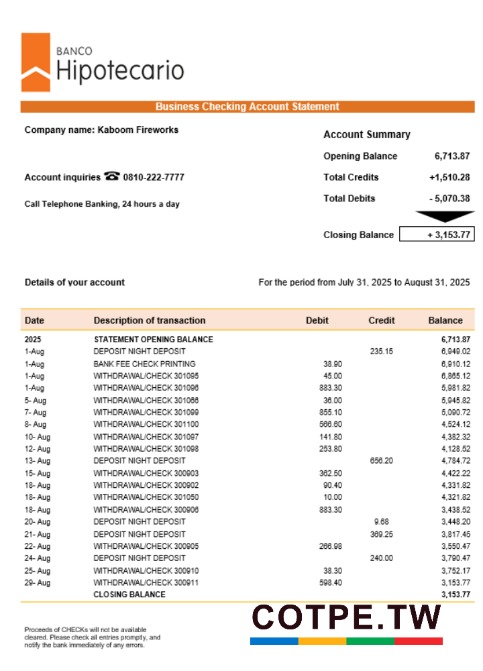 BANCO
Hipotecario
Business Checking Account Statement
Company name: Kaboom Fireworks
Account Summary
Opening Balance 6,713.87
Account inquiries ☎ 0810-222-7777
Total Credits +1,510.28
Call Telephone Banking, 24 hours a day
Total Debits - 5,070.38
Closing Balance + 3,153.77
Details of your account For the period from July 31, 2025 to August 31, 2025
Date Description of transaction Debit Credit Balance
2025 STATEMENT OPENING BALANCE 6,713.87
1-Aug DEPOSIT NIGHT DEPOSIT 235.15 6,949.02
1-Aug BANK FEE CHECK PRINTING 38.90 6,910.12
1-Aug WITHDRAWAL/CHECK 301095 45.00 6,865.12
1-Aug WITHDRAWAL/CHECK 301096 883.30 5,981.82
5- Aug WITHDRAWAL/CHECK 301066 36.00 5,945.82
7- Aug WITHDRAWAL/CHECK 301099 855.10 5,090.72
8- Aug WITHDRAWAL/CHECK 301100 566.60 4,524.12
10- Aug WITHDRAWAL/CHECK 301097 141.80 4,382.32
12- Aug WITHDRAWAL/CHECK 301098 253.80 4,128.52
13- Aug DEPOSIT NIGHT DEPOSIT 656.20 4,784.72
15- Aug WITHDRAWAL/CHECK 300903 362.50 4,422.22
18- Aug WITHDRAWAL/CHECK 300902 90.40 4,331.82
18- Aug WITHDRAWAL/CHECK 301050 10.00 4,321.82
18- Aug WITHDRAWAL/CHECK 300906 883.30 3,438.52
20- Aug DEPOSIT NIGHT DEPOSIT 9.68 3,448.20
21- Aug DEPOSIT NIGHT DEPOSIT 369.25 3,817.45
22- Aug WITHDRAWAL/CHECK 300905 266.98 3,550.47
24- Aug DEPOSIT NIGHT DEPOSIT 240.00 3,790.47
25- Aug WITHDRAWAL/CHECK 300910 38.30 3,752.17
29- Aug WITHDRAWAL/CHECK 300911 598.40 3,153.77
CLOSING BALANCE 3,153.77
COTPE.TW
Proceeds of CHECKs will not be available
cleared. Please check all entries promptly, and
notify the bank immediately of any errors.